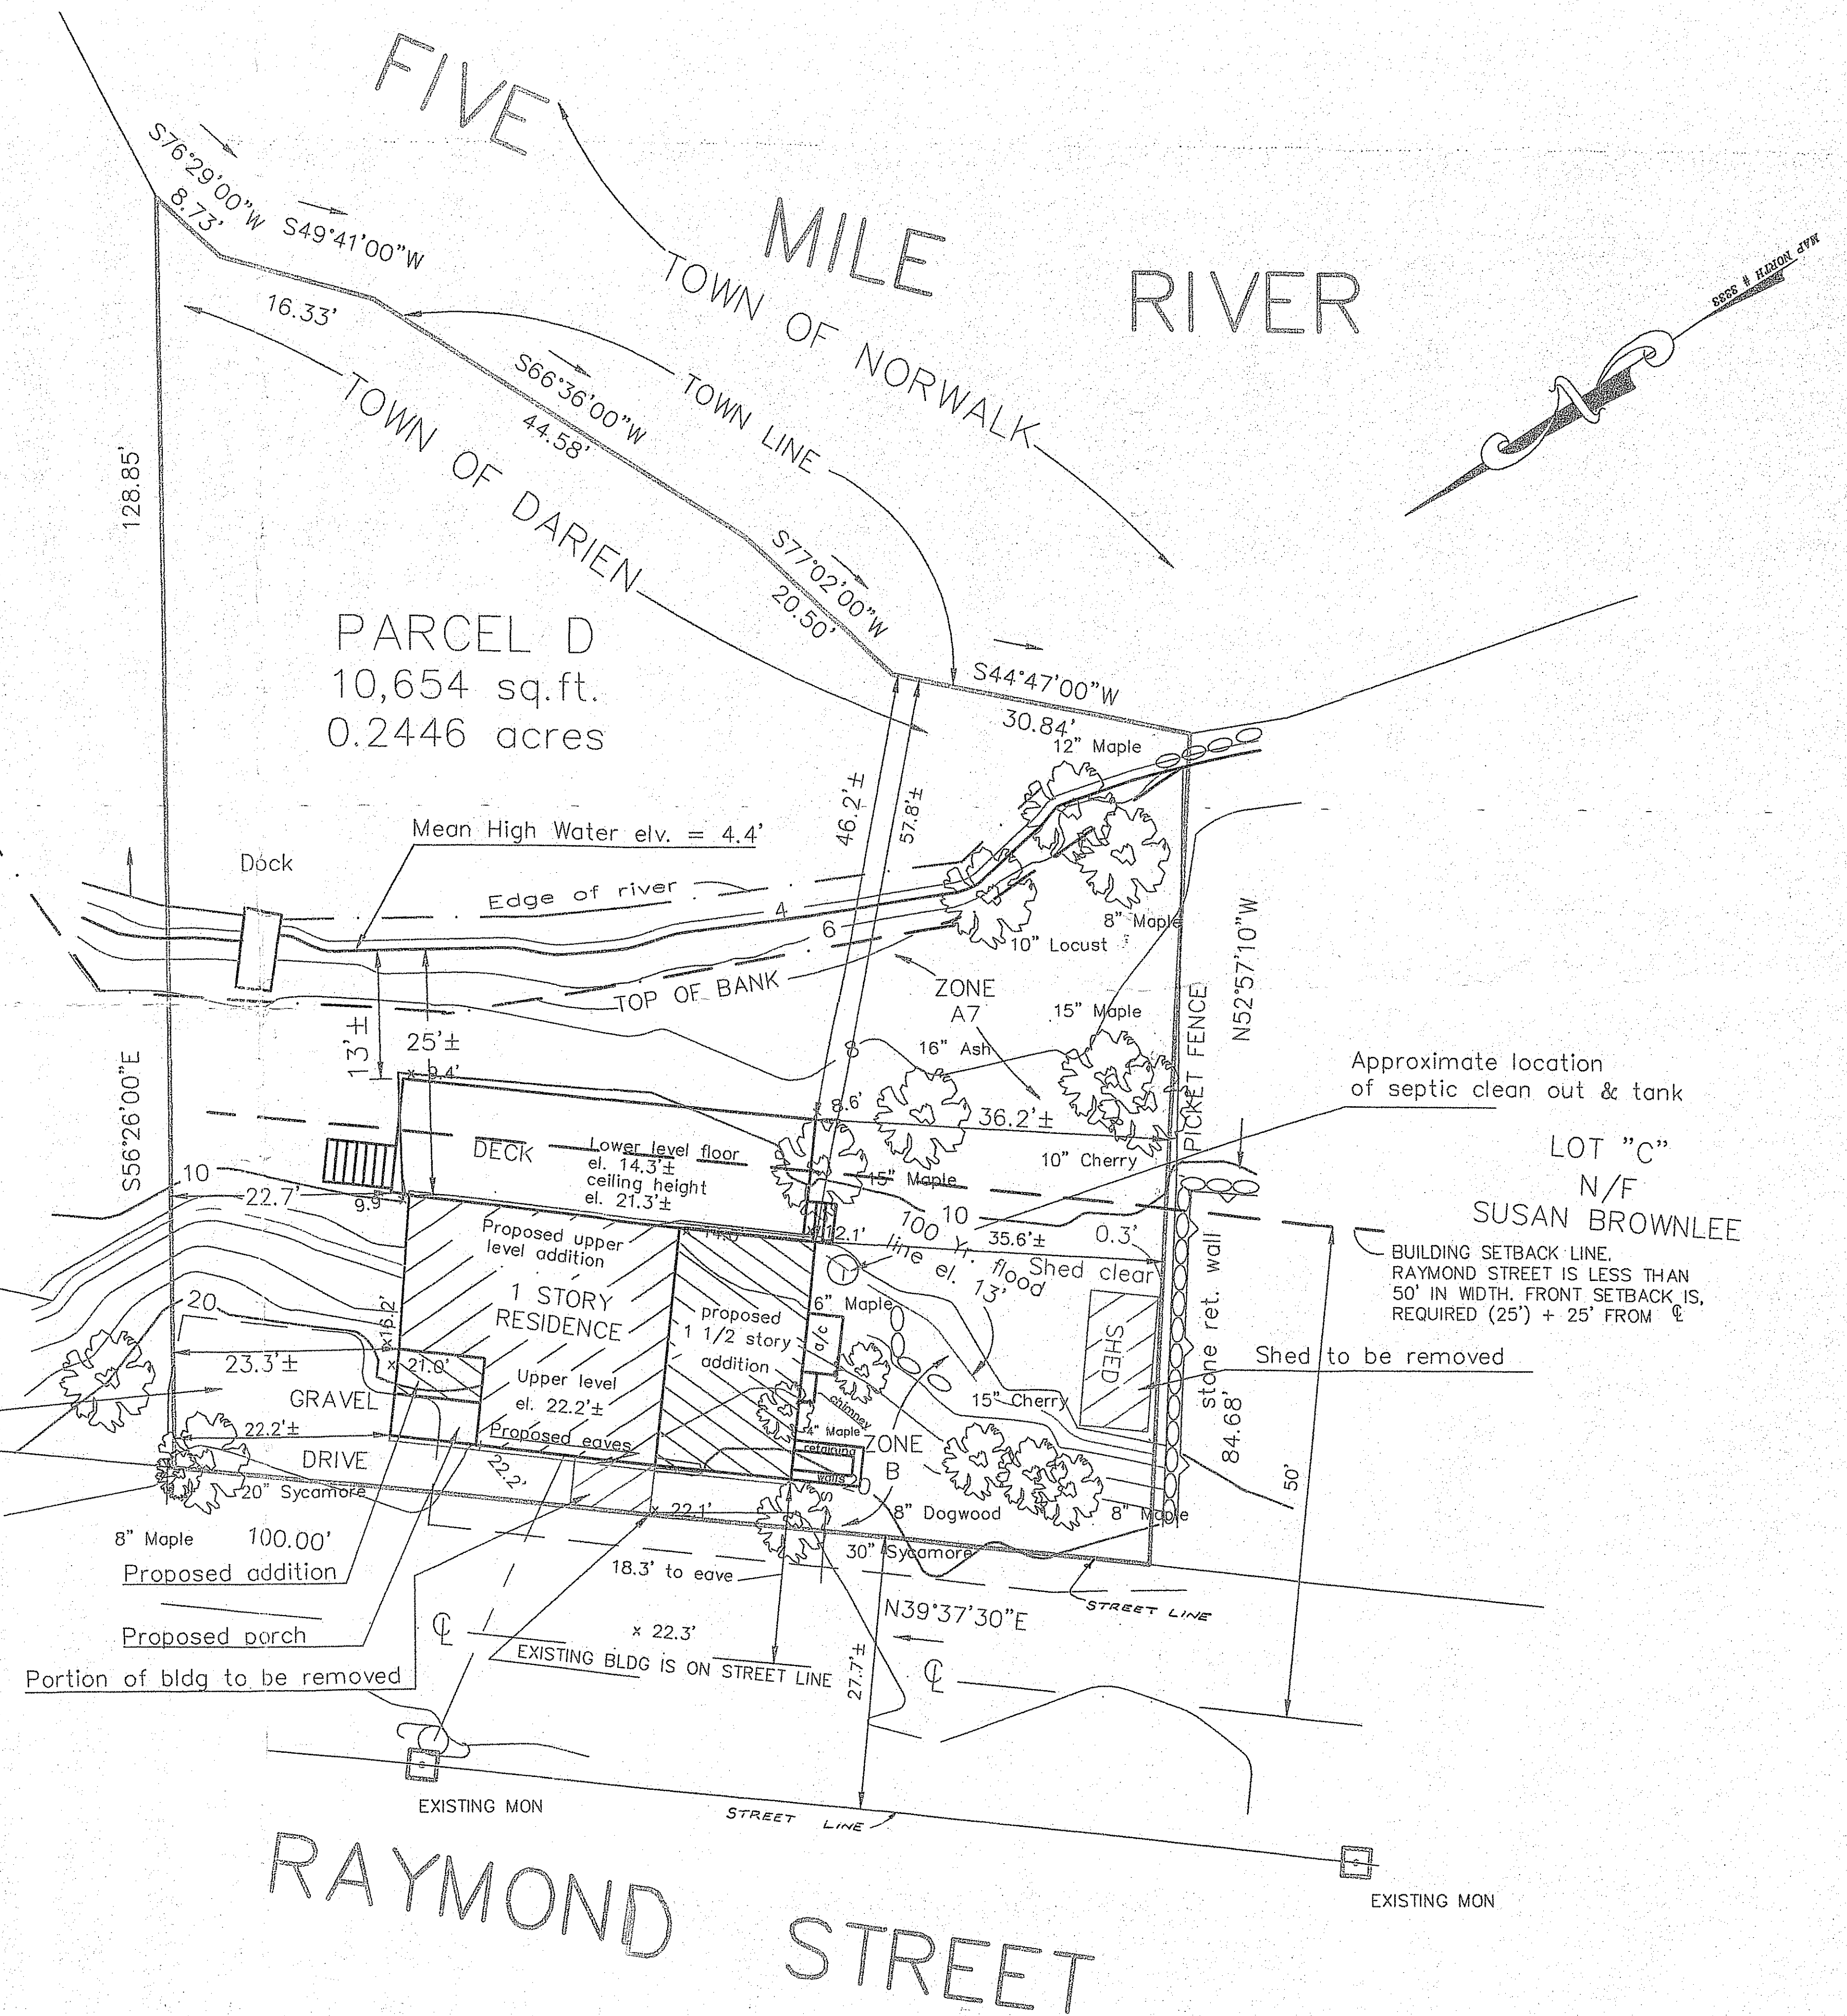 FIVE
MILE
RIVER
MAP NORTH # 3333
S76°29'00"W
8.73'
S49°41'00"W
16.33'
TOWN OF NORWALK
TOWN LINE
S66°36'00"W
44.58'
TOWN OF DARIEN
S77°02'00"W
20.50'
S44°47'00"W
30.84'
128.85'
PARCEL D
10,654 sq.ft.
0.2446 acres
12" Maple
46.2'±
57.8'±
Mean High Water elv. = 4.4'
Dock
Edge of river
4
6
8" Maple
10" Locust
TOP OF BANK
ZONE
A7
15" Maple
N52°57'10"W
PICKET FENCE
13'±
25'±
8
16" Ash
Approximate location
of septic clean out & tank
x 9.4'
8.6'
36.2'±
S56°26'00"E
DECK
Lower level floor
el. 14.3'±
ceiling height
el. 21.3'±
10" Cherry
15" Maple
LOT "C"
N/F
SUSAN BROWNLEE
10
22.7'
9.9'
10
100 Yr. flood
line el. 13'
12.1'
35.6'±
0.3'
Shed clear
BUILDING SETBACK LINE.
RAYMOND STREET IS LESS THAN
50' IN WIDTH. FRONT SETBACK IS,
REQUIRED (25') + 25' FROM ℄
Proposed upper
level addition
1 STORY
RESIDENCE
6" Maple
proposed
1 1/2 story
addition
a/c
SHED
stone ret. wall
20
16.2'
23.3'±
x 21.0'
Shed to be removed
GRAVEL
Upper level
el. 22.2'±
15" Cherry
chimney
22.2'±
Proposed eaves
4" Maple
retaining
walls
ZONE
B
84.68'
DRIVE
22.2'
20
50'
20" Sycamore
x 22.1'
S
8" Dogwood
8" Maple
8" Maple
100.00'
30" Sycamore
Proposed addition
18.3' to eave
N39°37'30"E
STREET LINE
Proposed porch
℄
x 22.3'
EXISTING BLDG IS ON STREET LINE
27.7'±
℄
Portion of bldg to be removed
EXISTING MON
STREET LINE
EXISTING MON
RAYMOND
STREET